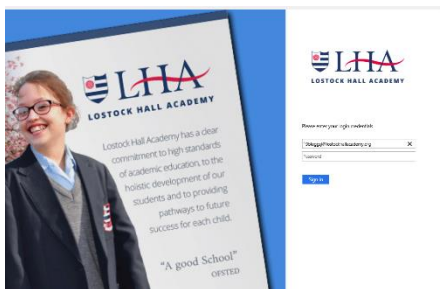 LHA
LOSTOCK HALL ACADEMY
Lostock Hall Academy has a clear
commitment to high standards
of academic education, to the
holistic development of our
students and to providing
pathways to future
success for each child.
"A good School"
OFSTED
LHA
LOSTOCK HALL ACADEMY
Please enter your login credentials
Password
Sign in